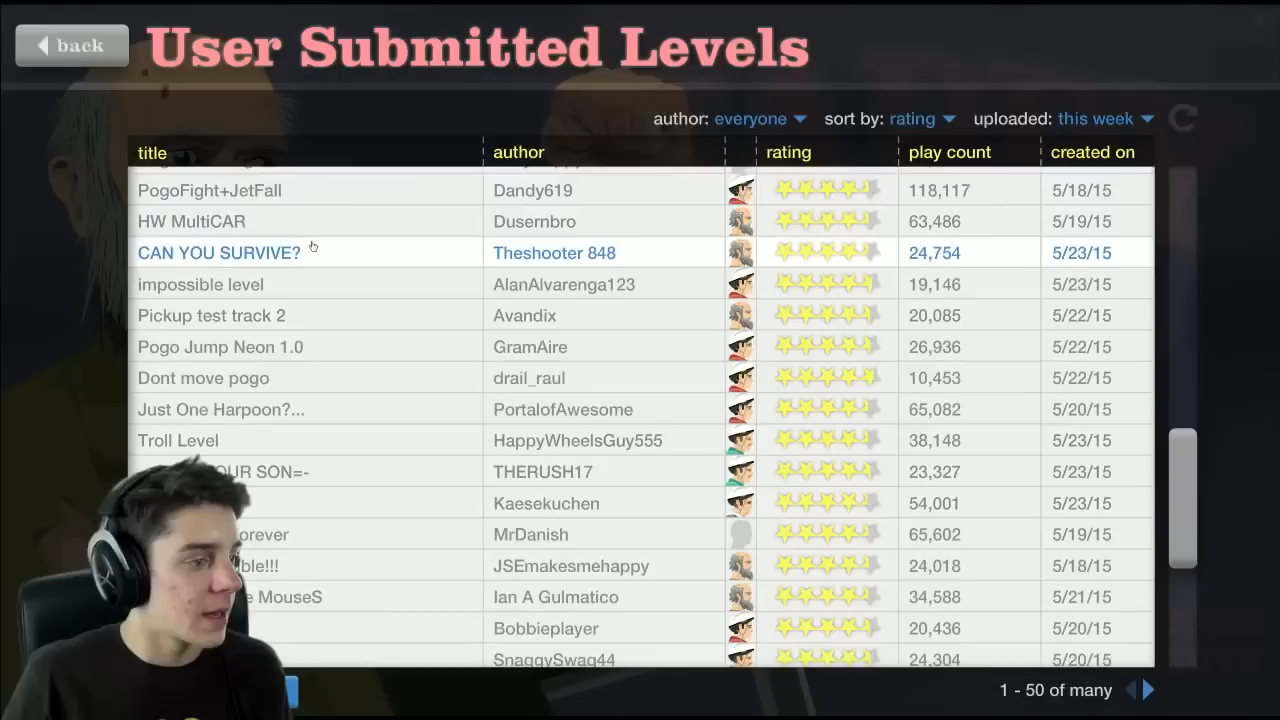 back
User Submitted Levels
author: everyone sort by: rating uploaded: this week
title author rating play count created on
PogoFight+JetFall Dandy619 118,117 5/18/15
HW MultiCAR Dusernbro 63,486 5/19/15
CAN YOU SURVIVE? Theshooter 848 24,754 5/23/15
impossible level AlanAlvarenga123 19,146 5/23/15
Pickup test track 2 Avandix 20,085 5/22/15
Pogo Jump Neon 1.0 GramAire 26,936 5/22/15
Dont move pogo drail_raul 10,453 5/22/15
Just One Harpoon?... PortalofAwesome 65,082 5/20/15
Troll Level HappyWheelsGuy555 38,148 5/23/15
OUR SON=- THERUSH17 23,327 5/23/15
Kaesekuchen 54,001 5/23/15
orever MrDanish 65,602 5/19/15
ble!!! JSEmakesmehappy 24,018 5/18/15
e MouseS Ian A Gulmatico 34,588 5/21/15
Bobbieplayer 20,436 5/20/15
SnaggySwag44 24,304 5/20/15
1 - 50 of many